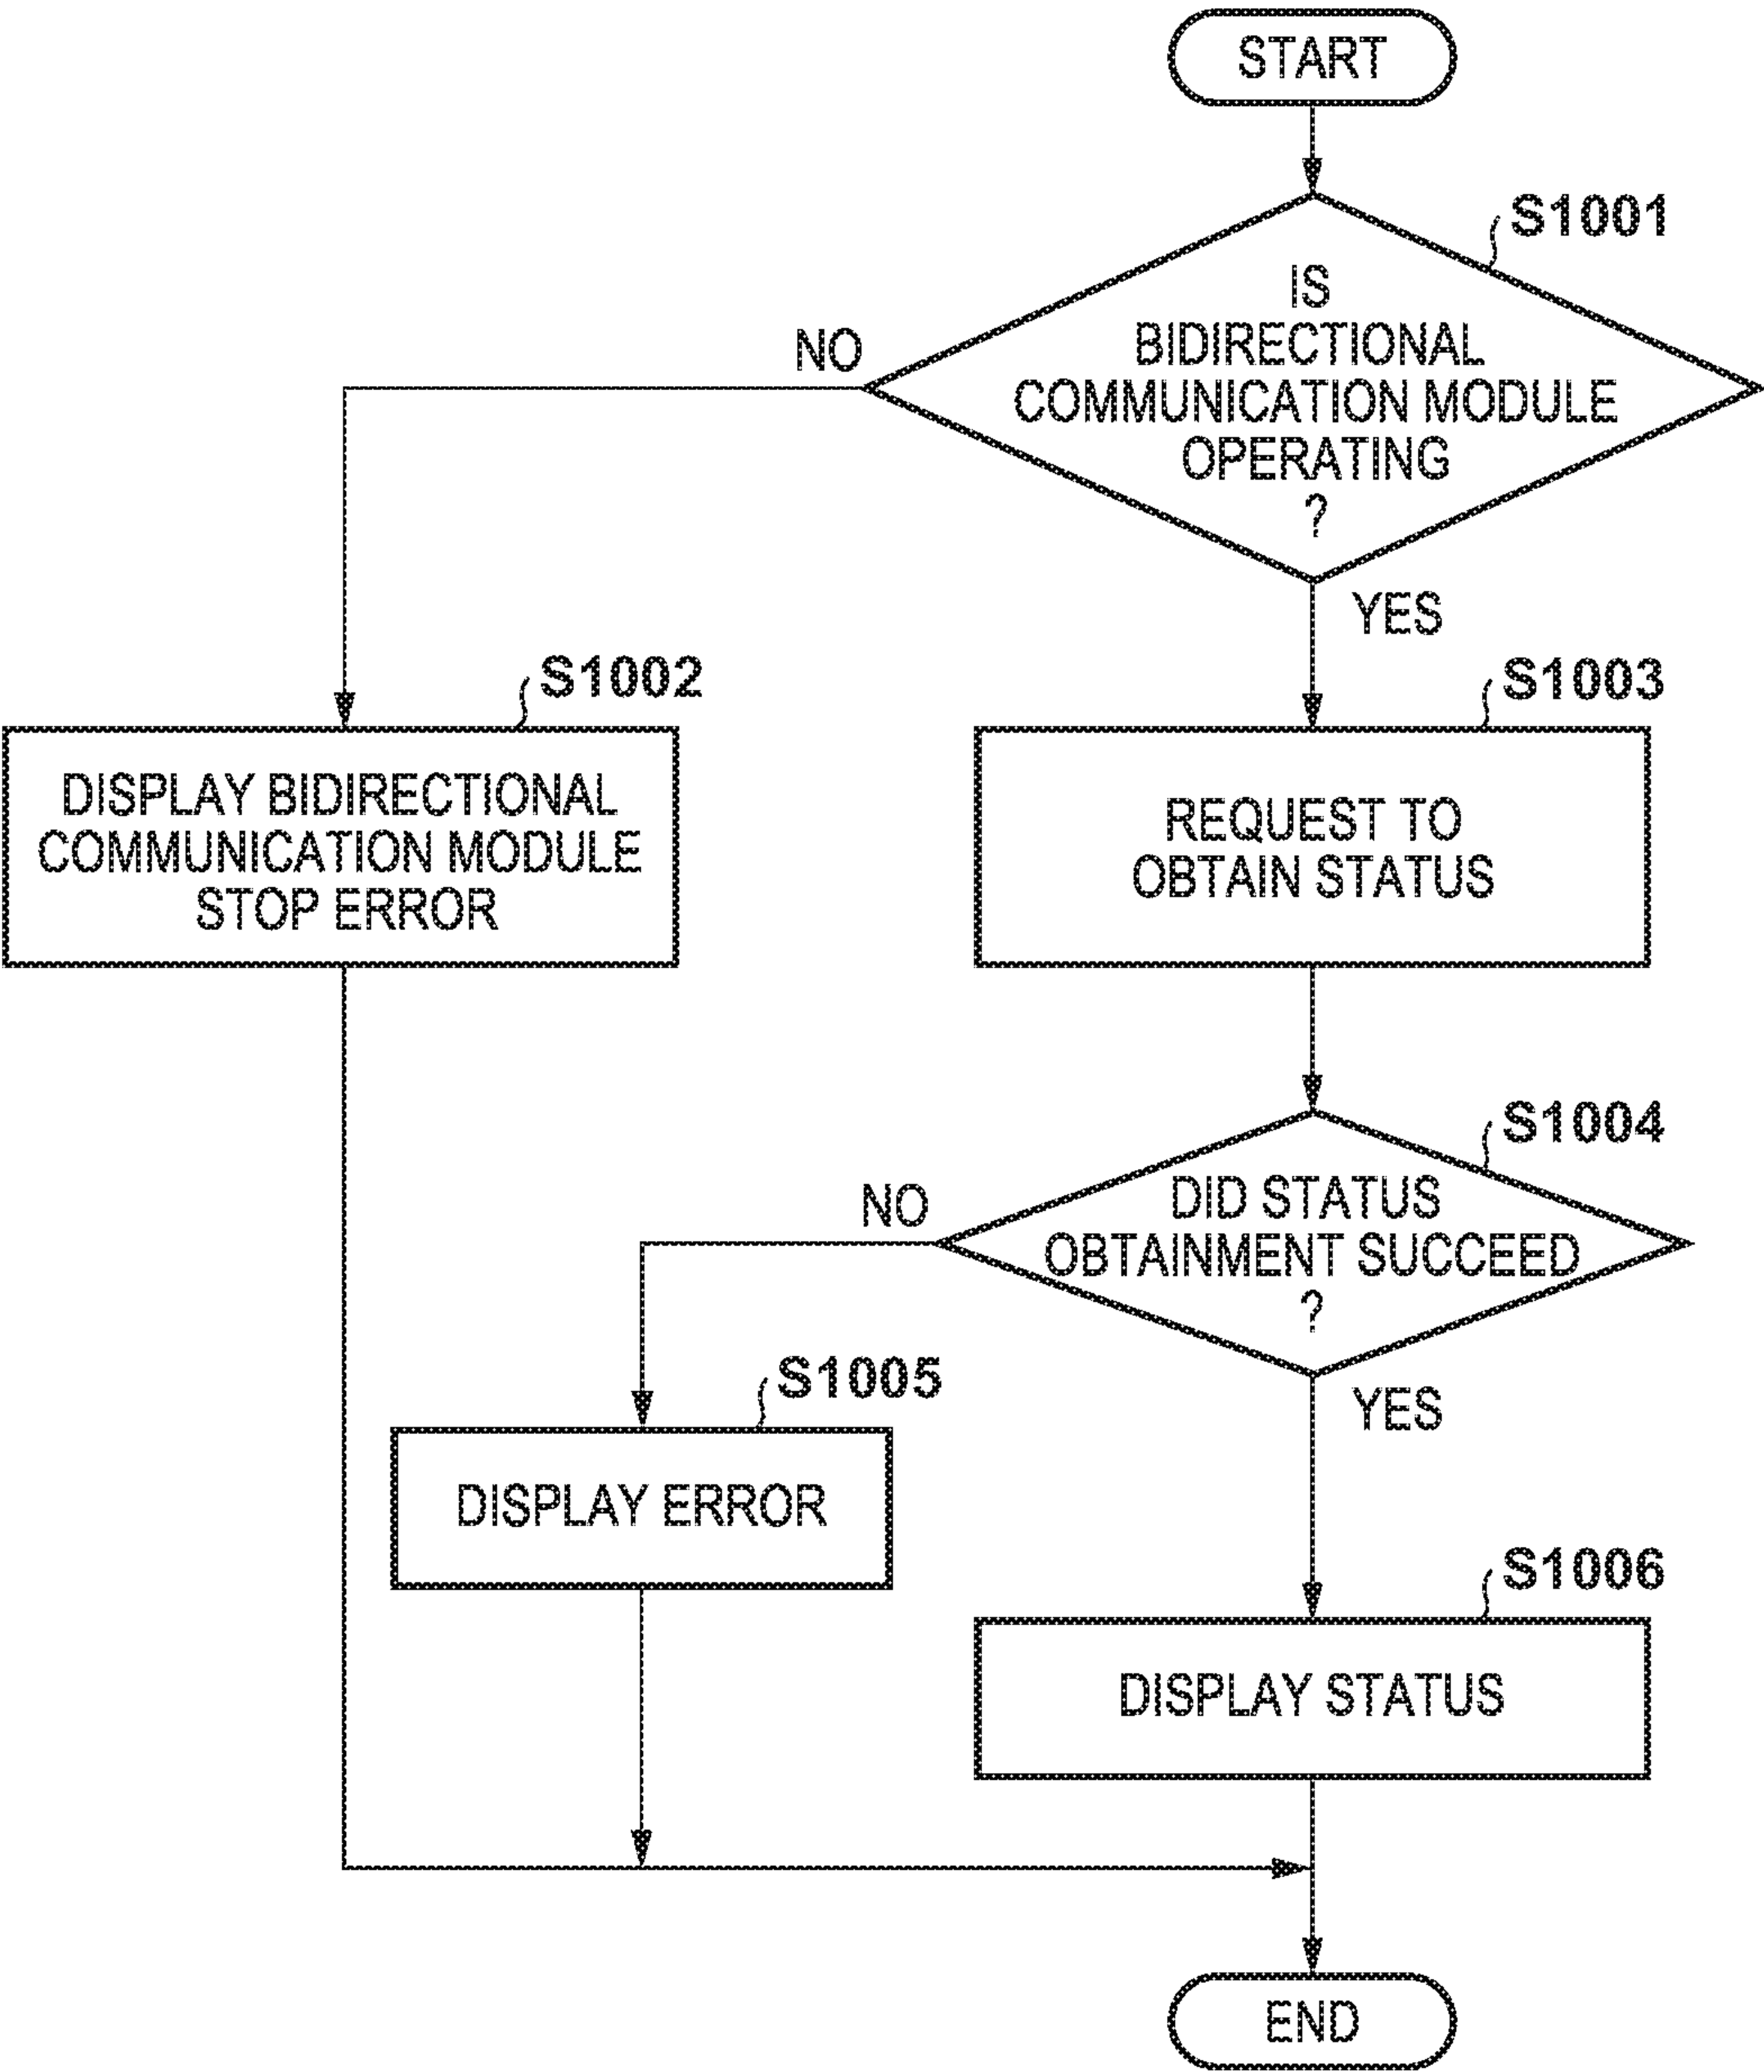 START
S1001
IS
BIDIRECTIONAL
COMMUNICATION MODULE
OPERATING
?
NO
YES
S1002
DISPLAY BIDIRECTIONAL
COMMUNICATION MODULE
STOP ERROR
S1003
REQUEST TO
OBTAIN STATUS
S1004
DID STATUS
OBTAINMENT SUCCEED
?
NO
YES
S1005
DISPLAY ERROR
S1006
DISPLAY STATUS
END